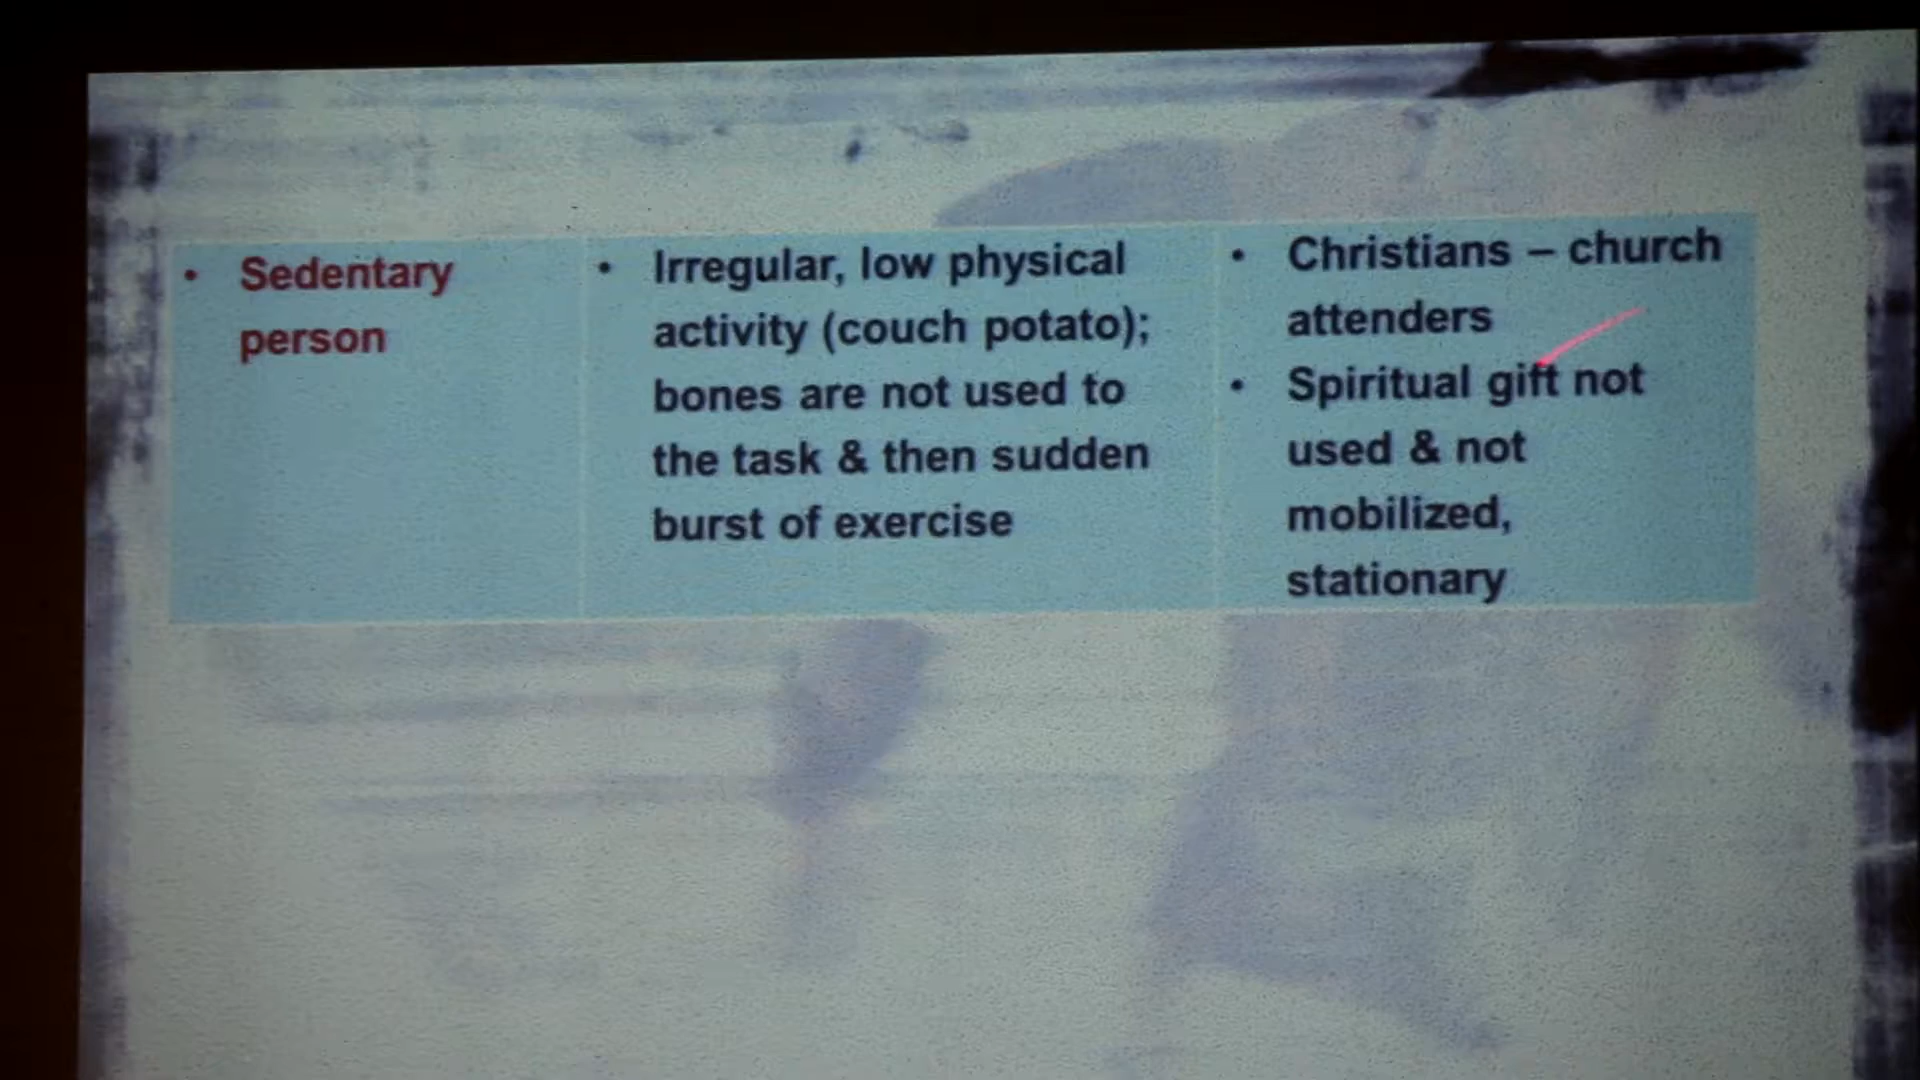 • Sedentary
person
• Irregular, low physical
activity (couch potato);
bones are not used to
the task & then sudden
burst of exercise
• Christians – church
attenders
• Spiritual gift not
used & not
mobilized,
stationary